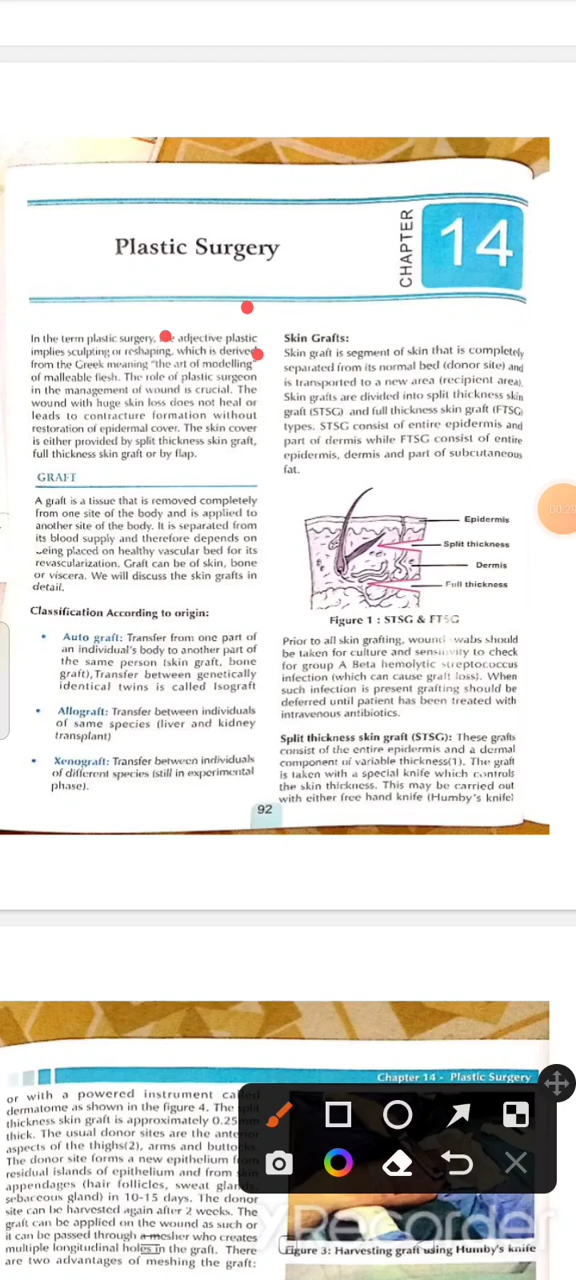 Plastic Surgery
CHAPTER
14
In the term plastic surgery, adjective plastic
implies sculpting or reshaping, which is derived
from the Greek meaning "the art of modelling"
of malleable flesh. The role of plastic surgeon
in the management of wound is crucial. The
wound with huge skin loss does not heal or
leads to contracture formation without
restoration of epidermal cover. The skin cover
is either provided by split thickness skin graft,
full thickness skin graft or by flap.
GRAFT
A graft is a tissue that is removed completely
from one site of the body and is applied to
another site of the body. It is separated from
its blood supply and therefore depends on
being placed on healthy vascular bed for its
revascularization. Graft can be of skin, bone
or viscera. We will discuss the skin grafts in
detail.
Classification According to origin:
• Auto graft: Transfer from one part of
an individual's body to another part of
the same person (skin graft, bone
graft),Transfer between genetically
identical twins is called Isograft
• Allograft: Transfer between individuals
of same species (liver and kidney
transplant)
• Xenograft: Transfer between individuals
of different species (still in experimental
phase).
Skin Grafts:
Skin graft is segment of skin that is completely
separated from its normal bed (donor site) and
is transported to a new area (recipient area).
Skin grafts are divided into split thickness skin
graft (STSG) and full thickness skin graft (FTSG)
types. STSG consist of entire epidermis and
part of dermis while FTSG consist of entire
epidermis, dermis and part of subcutaneous
fat.
Epidermis
Split thickness
Dermis
Full thickness
Figure 1 : STSG & FTSG
Prior to all skin grafting, wound swabs should
be taken for culture and sensitivity to check
for group A Beta hemolytic streptococcus
infection (which can cause graft loss). When
such infection is present grafting should be
deferred until patient has been treated with
intravenous antibiotics.
Split thickness skin graft (STSG): These grafts
consist of the entire epidermis and a dermal
component of variable thickness(1). The graft
is taken with a special knife which controls
the skin thickness. This may be carried out
with either free hand knife (Humby's knife)
92
00:29
Chapter 14 - Plastic Surgery
or with a powered instrument called
dermatome as shown in the figure 4. The split
thickness skin graft is approximately 0.25mm
thick. The usual donor sites are the anterior
aspects of the thighs(2), arms and buttocks.
The donor site forms a new epithelium from
residual islands of epithelium and from skin
appendages (hair follicles, sweat glands,
sebaceous gland) in 10-15 days. The donor
site can be harvested again after 2 weeks. The
graft can be applied on the wound as such or
it can be passed through a mesher who creates
multiple longitudinal holes in the graft. There
are two advantages of meshing the graft:
Figure 3: Harvesting graft using Humby's knife
Recorder